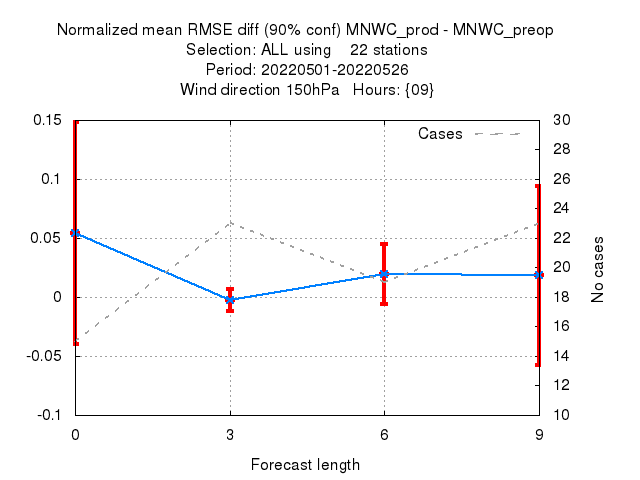 Normalized mean RMSE diff (90% conf) MNWC_prod - MNWC_preop
Selection: ALL using    22 stations
Period: 20220501-20220526
Wind direction 150hPa   Hours: {09}
Cases
0.15
0.1
0.05
0
-0.05
-0.1
30
28
26
24
22
20
18
16
14
12
10
No cases
0 3 6 9
Forecast length